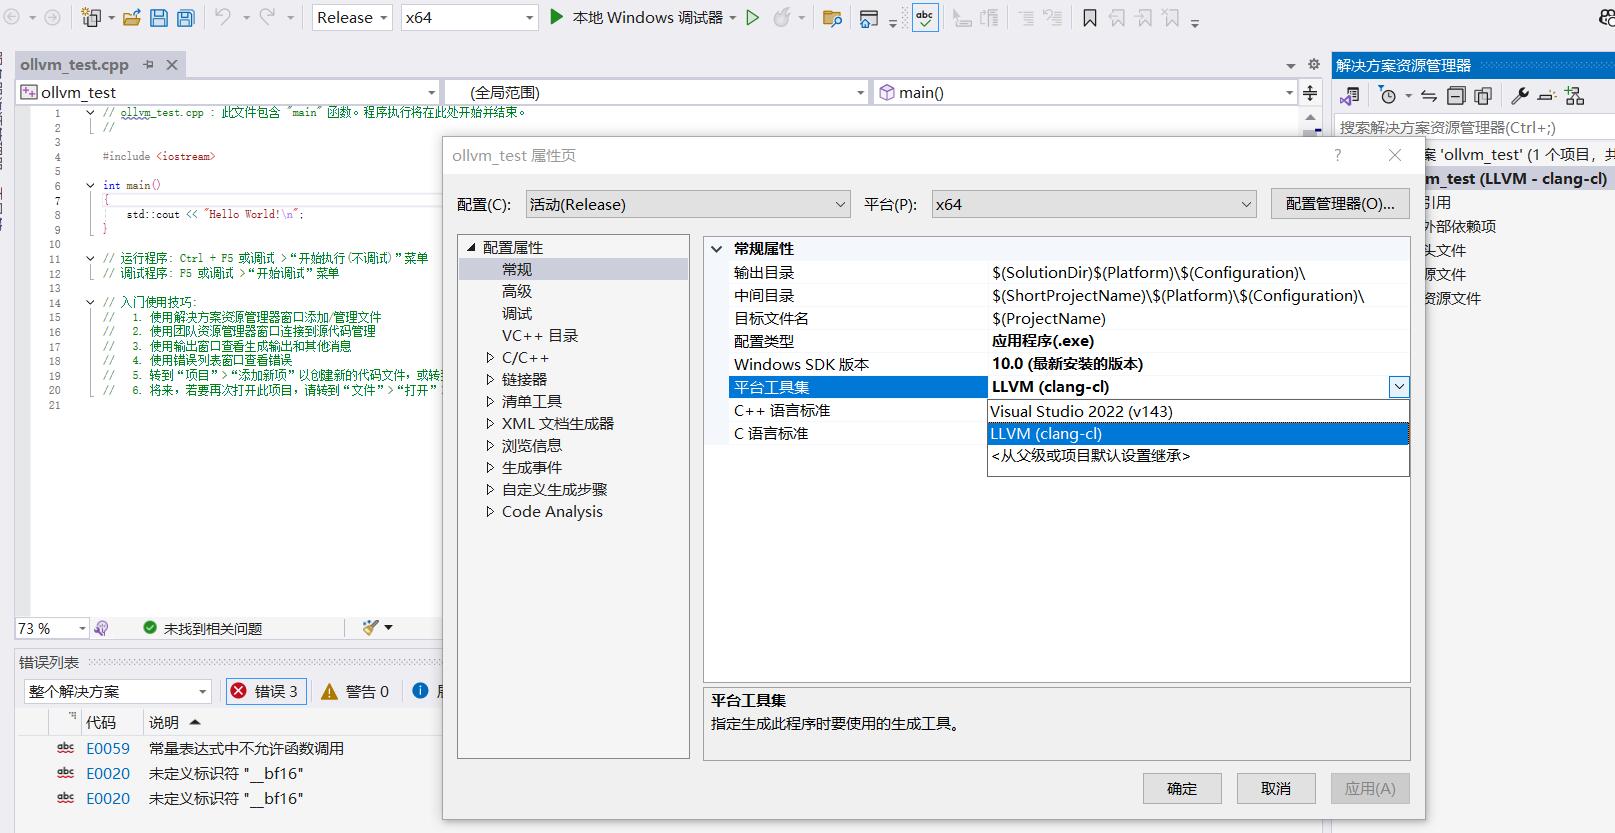 Release
x64
本地 Windows 调试器
abc
ollvm_test.cpp
ollvm_test
(全局范围)
main()
1 // ollvm_test.cpp : 此文件包含 "main" 函数。程序执行将在此处开始并结束。
2 //
3
4 #include <iostream>
5
6 int main()
7 {
8 std::cout << "Hello World!\n";
9 }
10
11 // 运行程序: Ctrl + F5 或调试 >“开始执行(不调试)”菜单
12 // 调试程序: F5 或调试 >“开始调试”菜单
13
14 // 入门使用技巧:
15 // 1. 使用解决方案资源管理器窗口添加/管理文件
16 // 2. 使用团队资源管理器窗口连接到源代码管理
17 // 3. 使用输出窗口查看生成输出和其他消息
18 // 4. 使用错误列表窗口查看错误
19 // 5. 转到“项目”>“添加新项”以创建新的代码文件，或转
20 // 6. 将来，若要再次打开此项目，请转到“文件”>“打开”
21
73 %
未找到相关问题
错误列表
整个解决方案
错误 3
警告 0
代码
说明
abc E0059 常量表达式中不允许函数调用
abc E0020 未定义标识符 "__bf16"
abc E0020 未定义标识符 "__bf16"
ollvm_test 属性页
?
配置(C):
活动(Release)
平台(P):
x64
配置管理器(O)...
配置属性
常规
高级
调试
VC++ 目录
C/C++
链接器
清单工具
XML 文档生成器
浏览信息
生成事件
自定义生成步骤
Code Analysis
常规属性
输出目录 $(SolutionDir)$(Platform)\$(Configuration)\
中间目录 $(ShortProjectName)\$(Platform)\$(Configuration)\
目标文件名 $(ProjectName)
配置类型 应用程序(.exe)
Windows SDK 版本 10.0 (最新安装的版本)
平台工具集 LLVM (clang-cl)
C++ 语言标准
C 语言标准
Visual Studio 2022 (v143)
LLVM (clang-cl)
<从父级或项目默认设置继承>
平台工具集
指定生成此程序时要使用的生成工具。
确定
取消
应用(A)
解决方案资源管理器
搜索解决方案资源管理器(Ctrl+;)
案 'ollvm_test' (1 个项目，共
m_test (LLVM - clang-cl)
引用
外部依赖项
头文件
源文件
资源文件